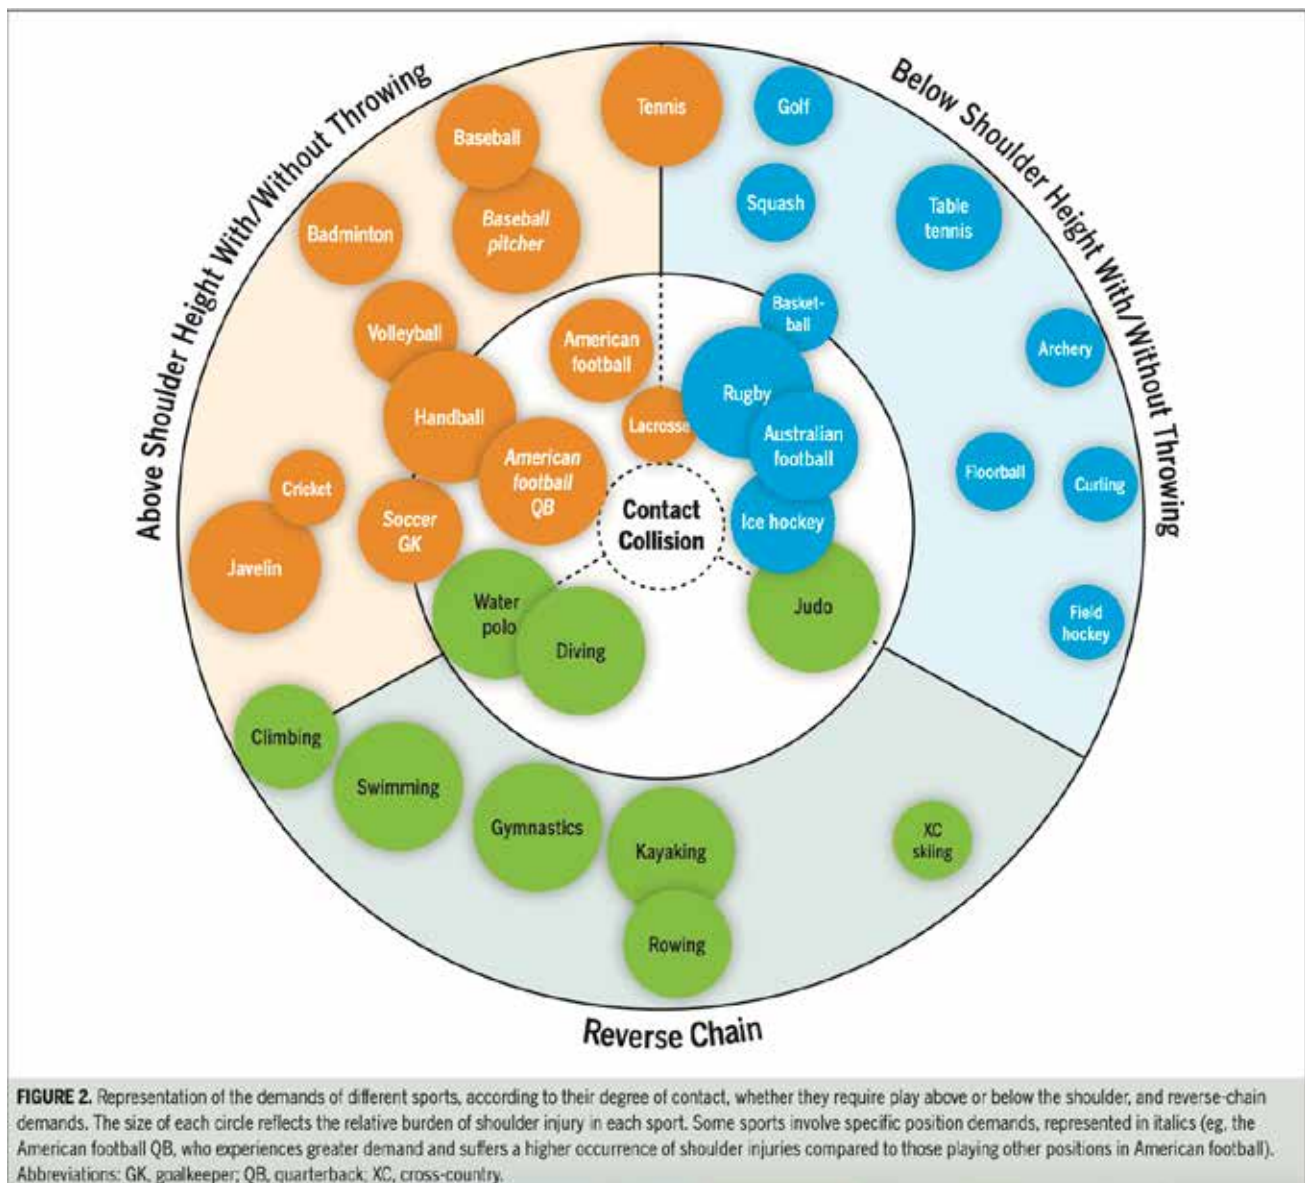 Above Shoulder Height With/Without Throwing
Below Shoulder Height With/Without Throwing
Tennis
Golf
Baseball
Squash
Table
tennis
Badminton
Baseball
pitcher
Volleyball
American
football
Basket-
ball
Archery
Handball
Lacrosse
Rugby
Australian
football
American
football
QB
Cricket
Floorball
Curling
Soccer
GK
Contact
Collision
Ice hockey
Javelin
Water
polo
Diving
Judo
Field
hockey
Climbing
Swimming
Gymnastics
Kayaking
XC
skiing
Rowing
Reverse Chain
FIGURE 2. Representation of the demands of different sports, according to their degree of contact, whether they require play above or below the shoulder, and reverse-chain
demands. The size of each circle reflects the relative burden of shoulder injury in each sport. Some sports involve specific position demands, represented in italics (eg, the
American football QB, who experiences greater demand and suffers a higher occurrence of shoulder injuries compared to those playing other positions in American football).
Abbreviations: GK, goalkeeper; QB, quarterback; XC, cross-country.